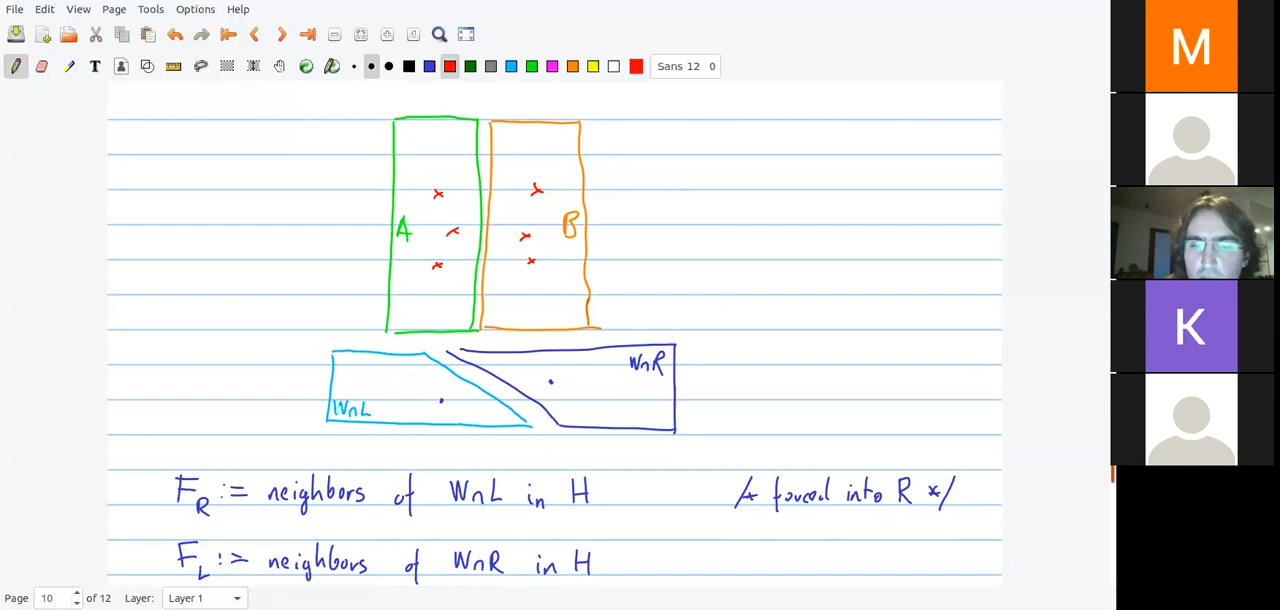 File Edit View Page Tools Options Help
T Sans 12 0
M
A B
W∩R
W∩L
K
F_R := neighbors of W∩L in H /* forced into R */
F_L := neighbors of W∩R in H
Page 10 of 12 Layer: Layer 1